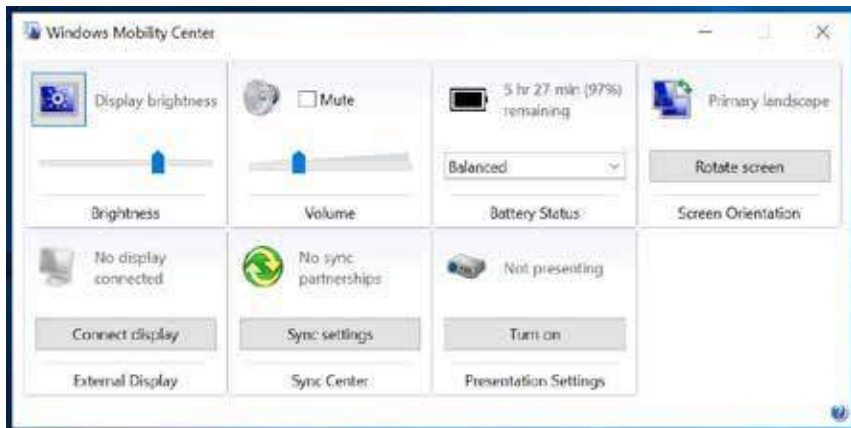 Windows Mobility Center
Display brightness
Brightness
Mute
Volume
5 hr 27 min (97%)
remaining
Balanced
Battery Status
Primary landscape
Rotate screen
Screen Orientation
No display
connected
Connect display
External Display
No sync
partnerships
Sync settings
Sync Center
Not presenting
Turn on
Presentation Settings